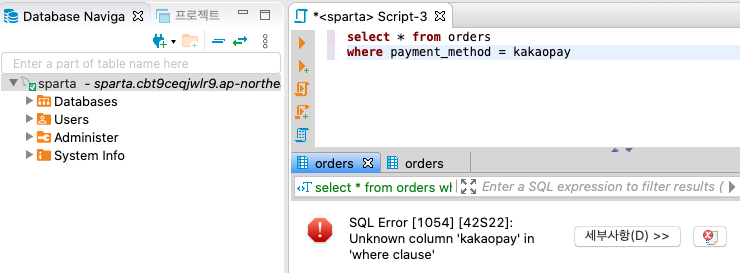 Database Naviga
프로젝트
Enter a part of table name here
sparta - sparta.cbt9ceqjwlr9.ap-northe
Databases
Users
Administer
System Info
*<sparta> Script-3
select * from orders
where payment_method = kakaopay
orders
orders
select * from orders wh
Enter a SQL expression to filter results (
SQL Error [1054] [42S22]:
Unknown column 'kakaopay' in
'where clause'
세부사항(D) >>